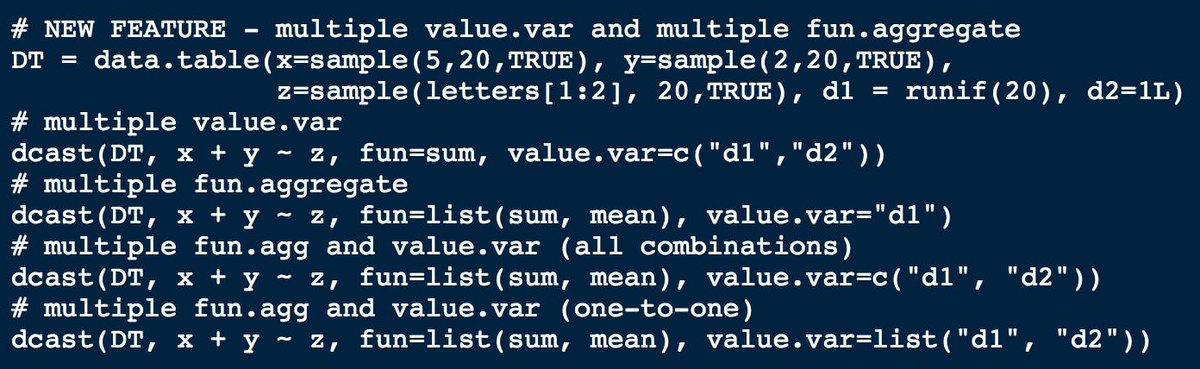 # NEW FEATURE - multiple value.var and multiple fun.aggregate
DT = data.table(x=sample(5,20,TRUE), y=sample(2,20,TRUE),
z=sample(letters[1:2], 20,TRUE), d1 = runif(20), d2=1L)
# multiple value.var
dcast(DT, x + y ~ z, fun=sum, value.var=c("d1","d2"))
# multiple fun.aggregate
dcast(DT, x + y ~ z, fun=list(sum, mean), value.var="d1")
# multiple fun.agg and value.var (all combinations)
dcast(DT, x + y ~ z, fun=list(sum, mean), value.var=c("d1", "d2"))
# multiple fun.agg and value.var (one-to-one)
dcast(DT, x + y ~ z, fun=list(sum, mean), value.var=list("d1", "d2"))